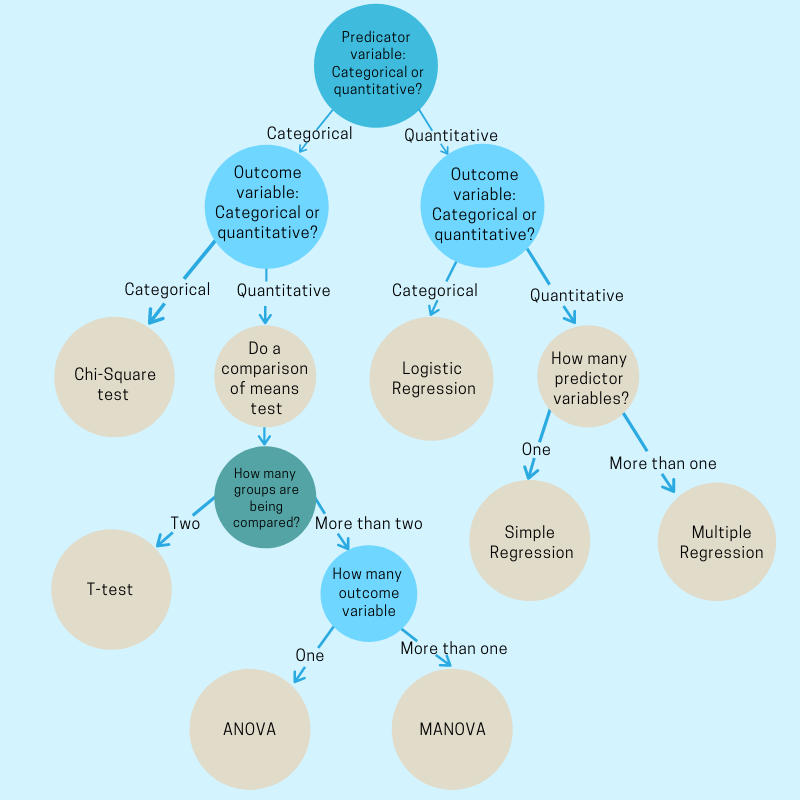 Predicator
variable:
Categorical or
quantitative?
Categorical
Quantitative
Outcome
variable:
Categorical or
quantitative?
Outcome
variable:
Categorical or
quantitative?
Categorical
Quantitative
Categorical
Quantitative
Chi-Square
test
Do a
comparison
of means
test
Logistic
Regression
How many
predictor
variables?
One
More than one
How many
groups are
being
compared?
Two
More than two
Simple
Regression
Multiple
Regression
T-test
How many
outcome
variable
One
More than one
ANOVA
MANOVA